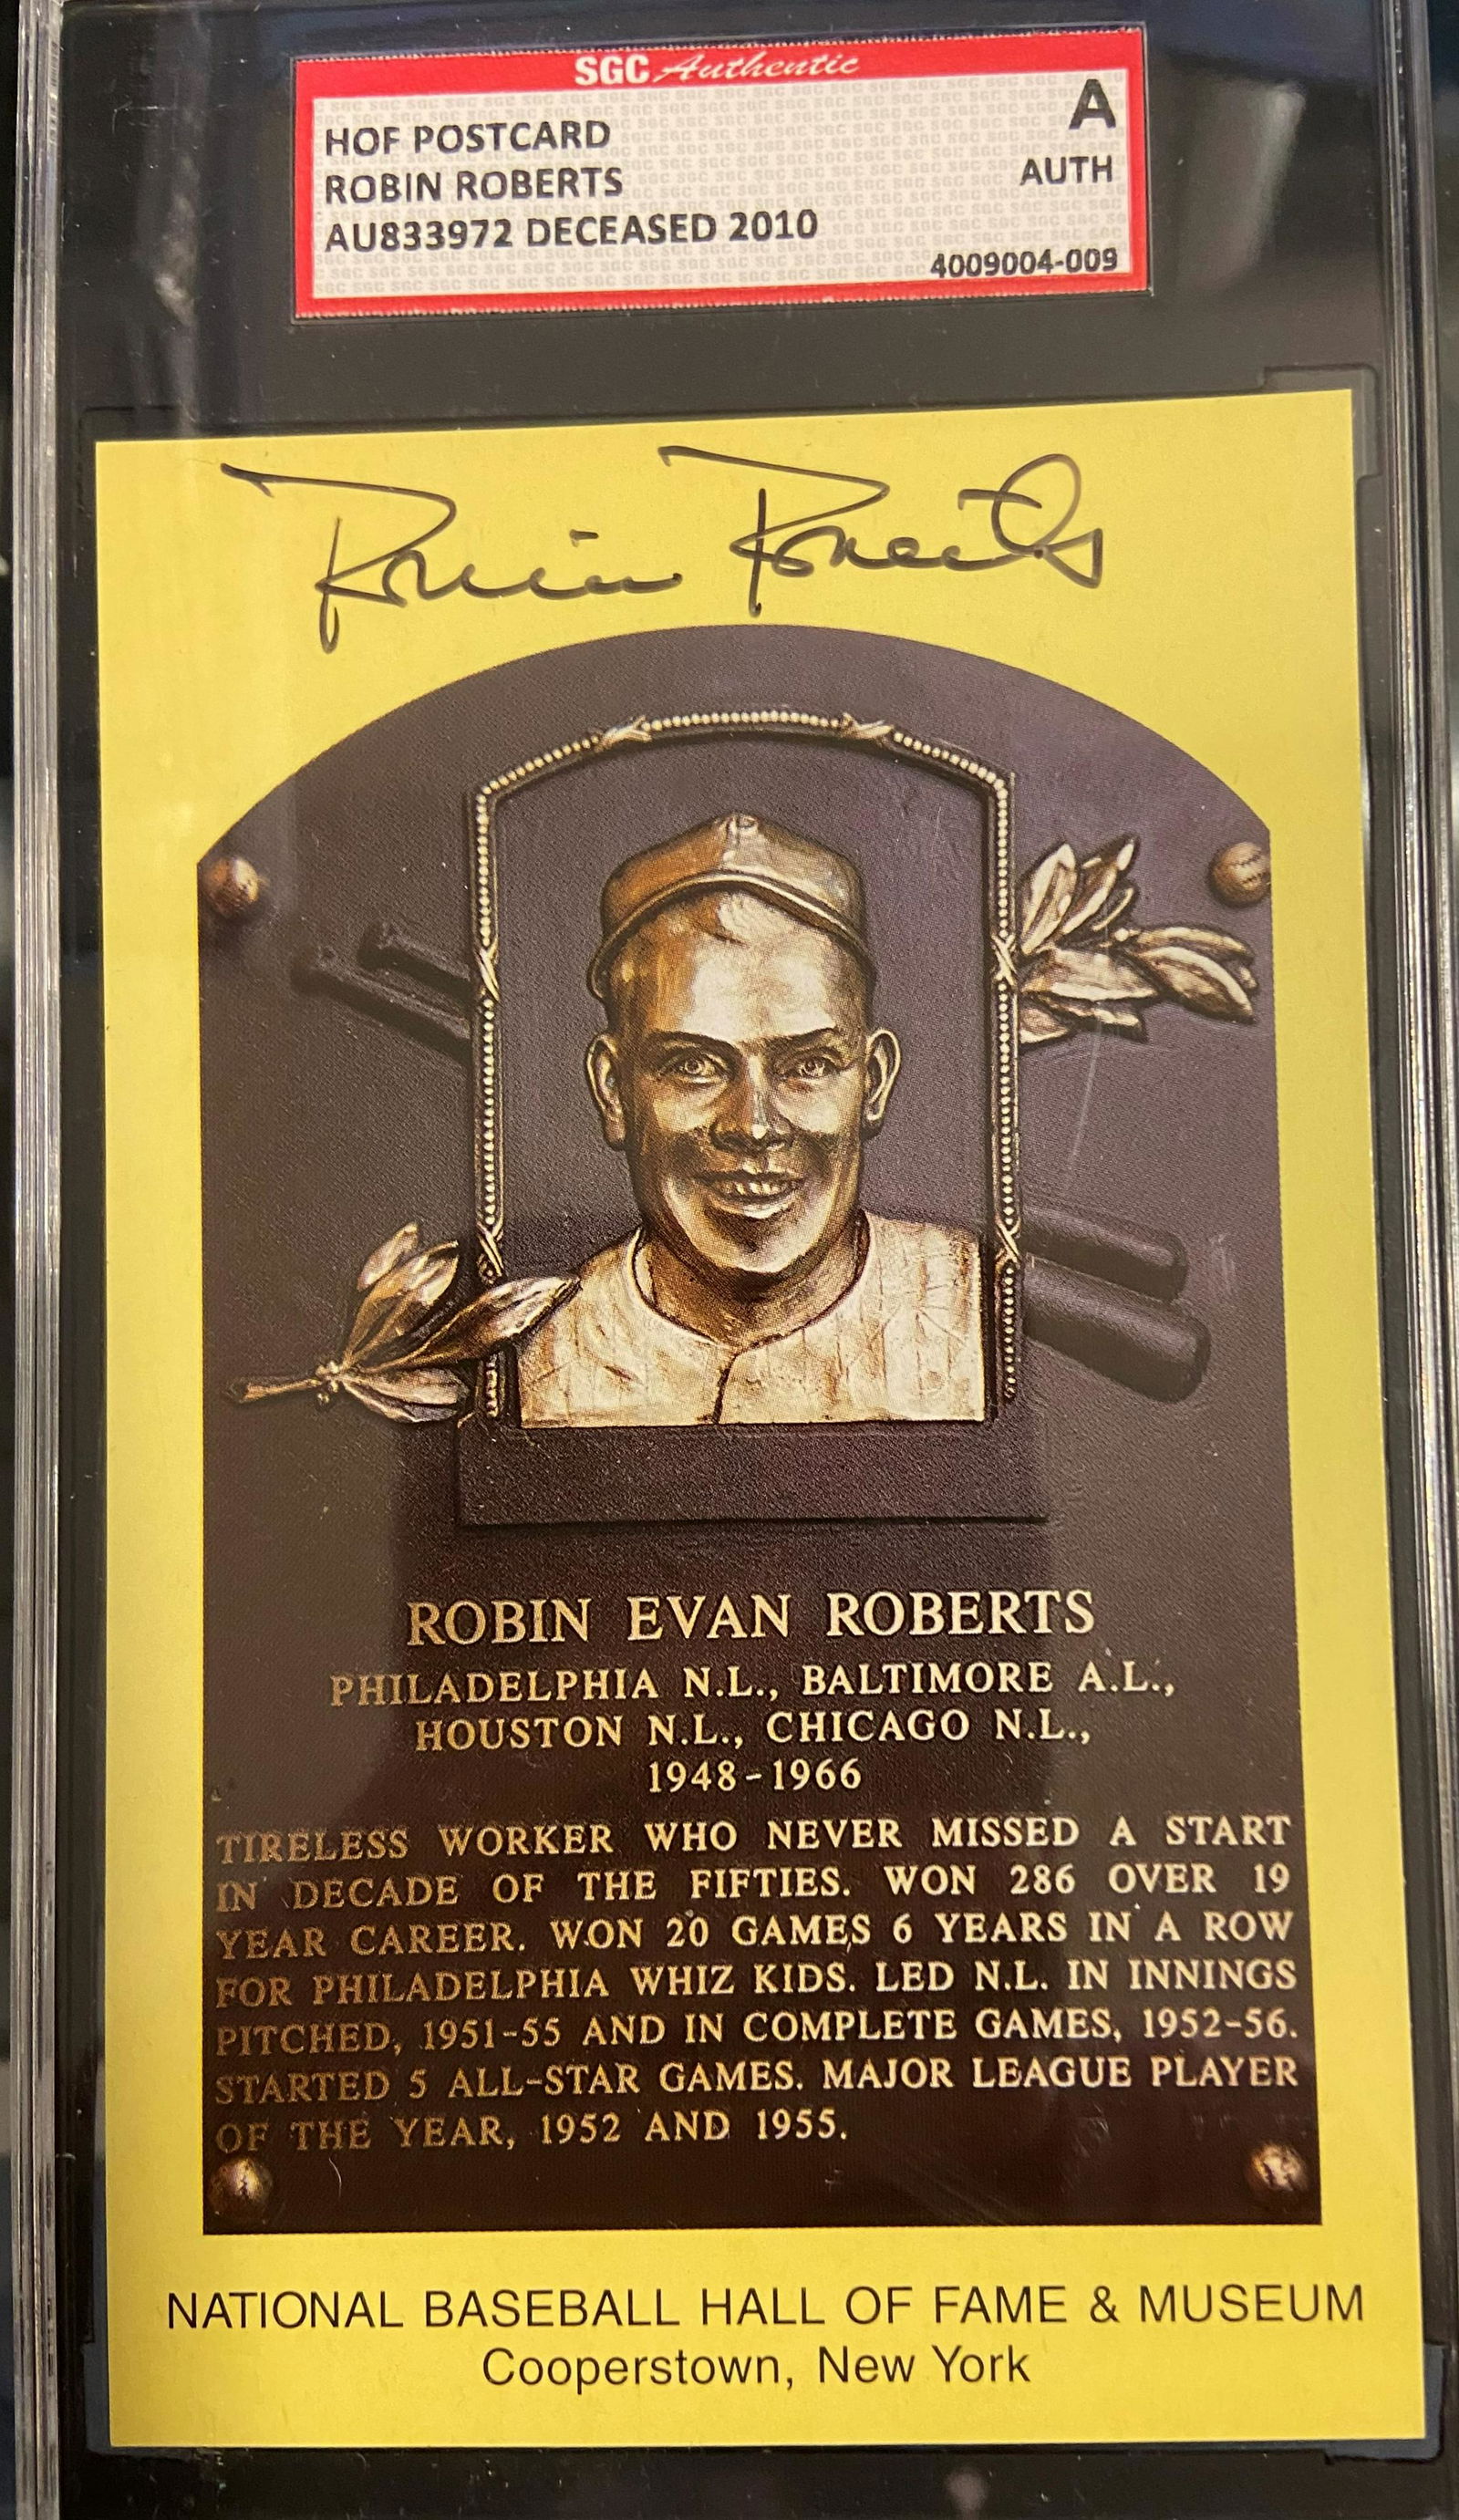 SGC Authentic
HOF POSTCARD
ROBIN ROBERTS
AU833972 DECEASED 2010
A
AUTH
4009004-009
Robin Roberts
ROBIN EVAN ROBERTS
PHILADELPHIA N.L., BALTIMORE A.L.,
HOUSTON N.L., CHICAGO N.L.,
1948-1966
TIRELESS WORKER WHO NEVER MISSED A START
IN DECADE OF THE FIFTIES. WON 286 OVER 19
YEAR CAREER. WON 20 GAMES 6 YEARS IN A ROW
FOR PHILADELPHIA WHIZ KIDS. LED N.L. IN INNINGS
PITCHED, 1951-55 AND IN COMPLETE GAMES, 1952-56.
STARTED 5 ALL-STAR GAMES. MAJOR LEAGUE PLAYER
OF THE YEAR, 1952 AND 1955.
NATIONAL BASEBALL HALL OF FAME & MUSEUM
Cooperstown, New York